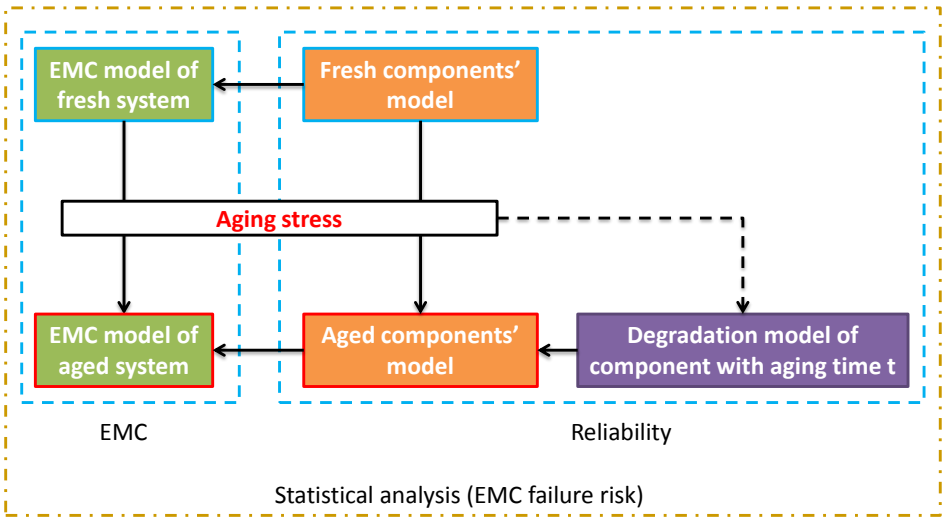 EMC model of
fresh system
Fresh components’
model
Aging stress
EMC model of
aged system
Aged components’
model
Degradation model of
component with aging time t
EMC
Reliability
Statistical analysis (EMC failure risk)